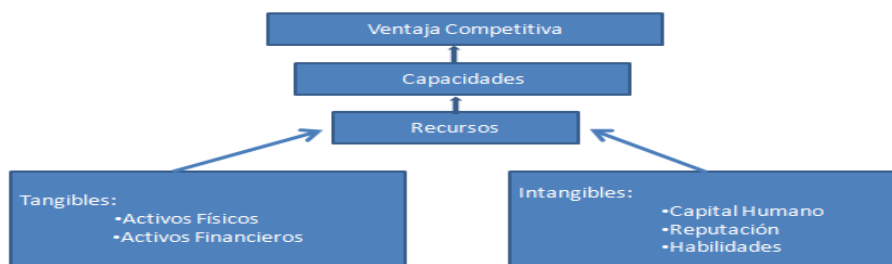 Ventaja Competitiva
Capacidades
Recursos
Tangibles:
•Activos Físicos
•Activos Financieros
Intangibles:
•Capital Humano
•Reputación
•Habilidades